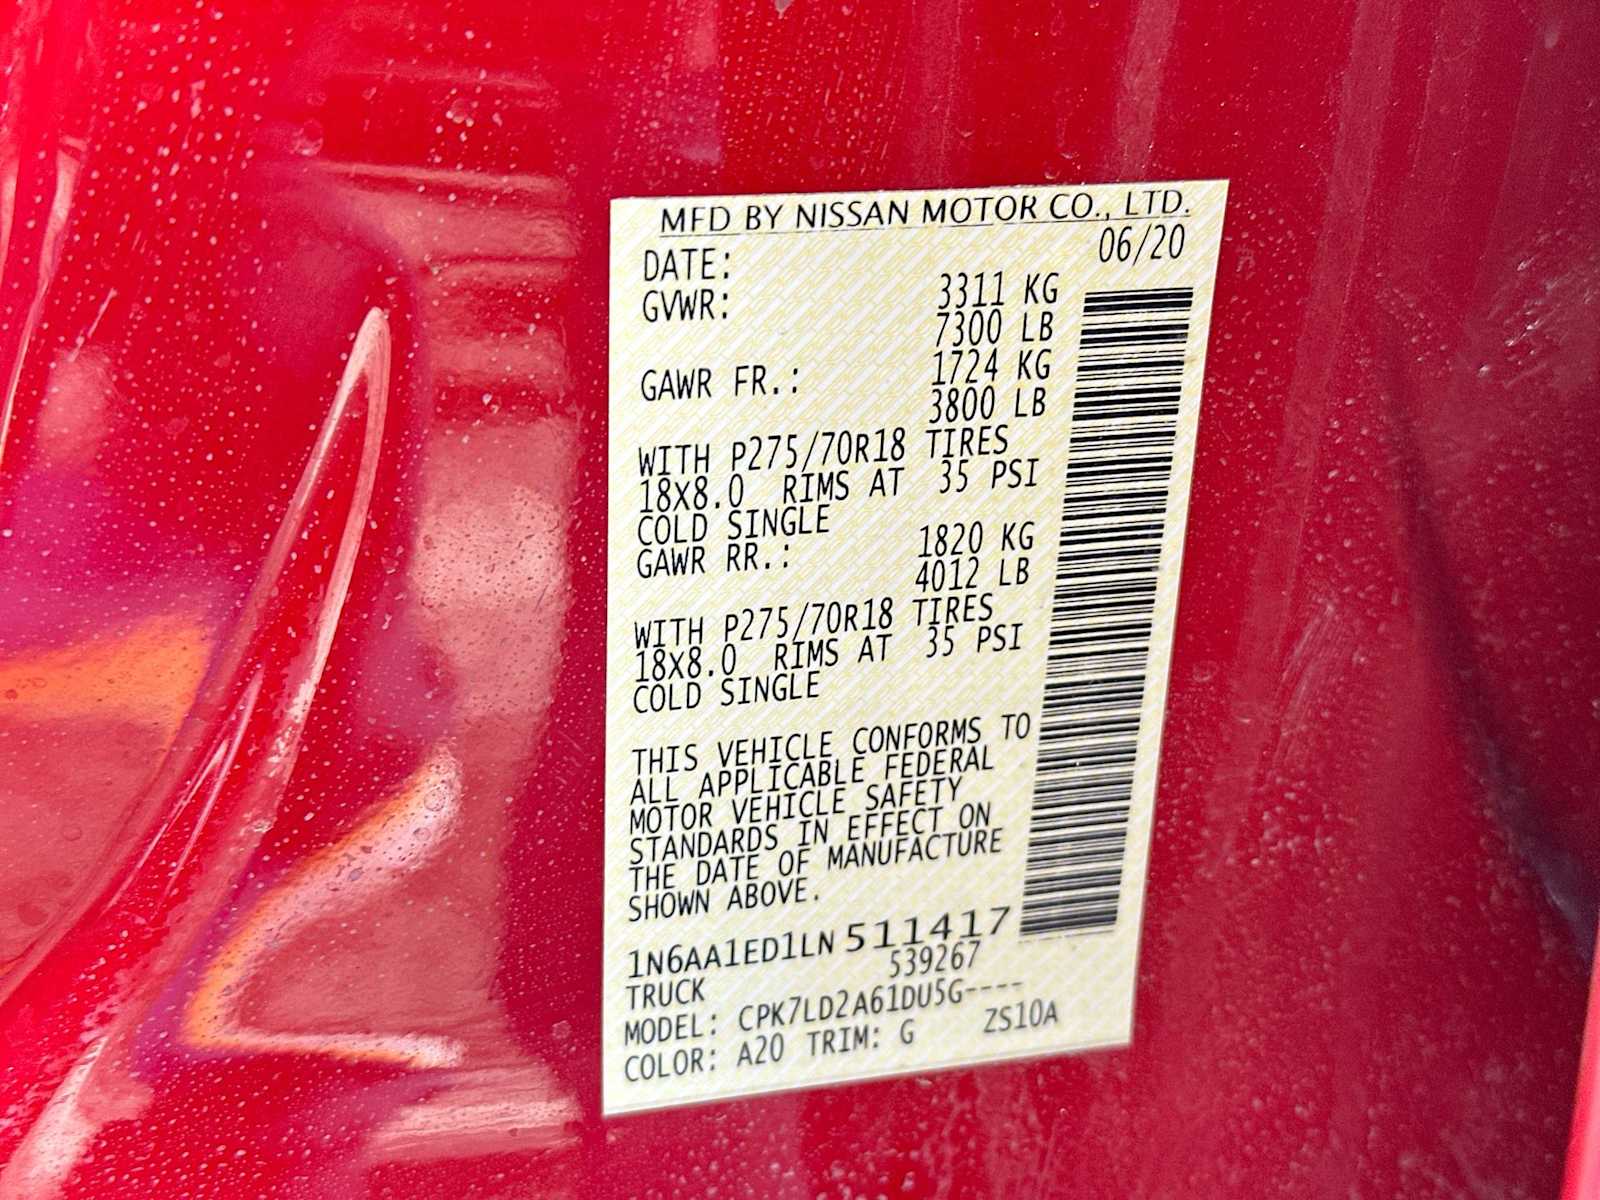 MFD BY NISSAN MOTOR CO., LTD.
DATE: 06/20
GVWR: 3311 KG
7300 LB
GAWR FR.: 1724 KG
3800 LB
WITH P275/70R18 TIRES
18X8.0 RIMS AT 35 PSI
COLD SINGLE
GAWR RR.: 1820 KG
4012 LB
WITH P275/70R18 TIRES
18X8.0 RIMS AT 35 PSI
COLD SINGLE
THIS VEHICLE CONFORMS TO
ALL APPLICABLE FEDERAL
MOTOR VEHICLE SAFETY
STANDARDS IN EFFECT ON
THE DATE OF MANUFACTURE
SHOWN ABOVE.
1N6AA1ED1LN511417
TRUCK 539267
MODEL: CPK7LD2A61DU5G----
COLOR: A20 TRIM: G ZS10A